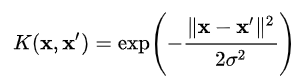 K(𝐱, 𝐱′) = exp(−‖𝐱 − 𝐱′‖² / 2σ²)